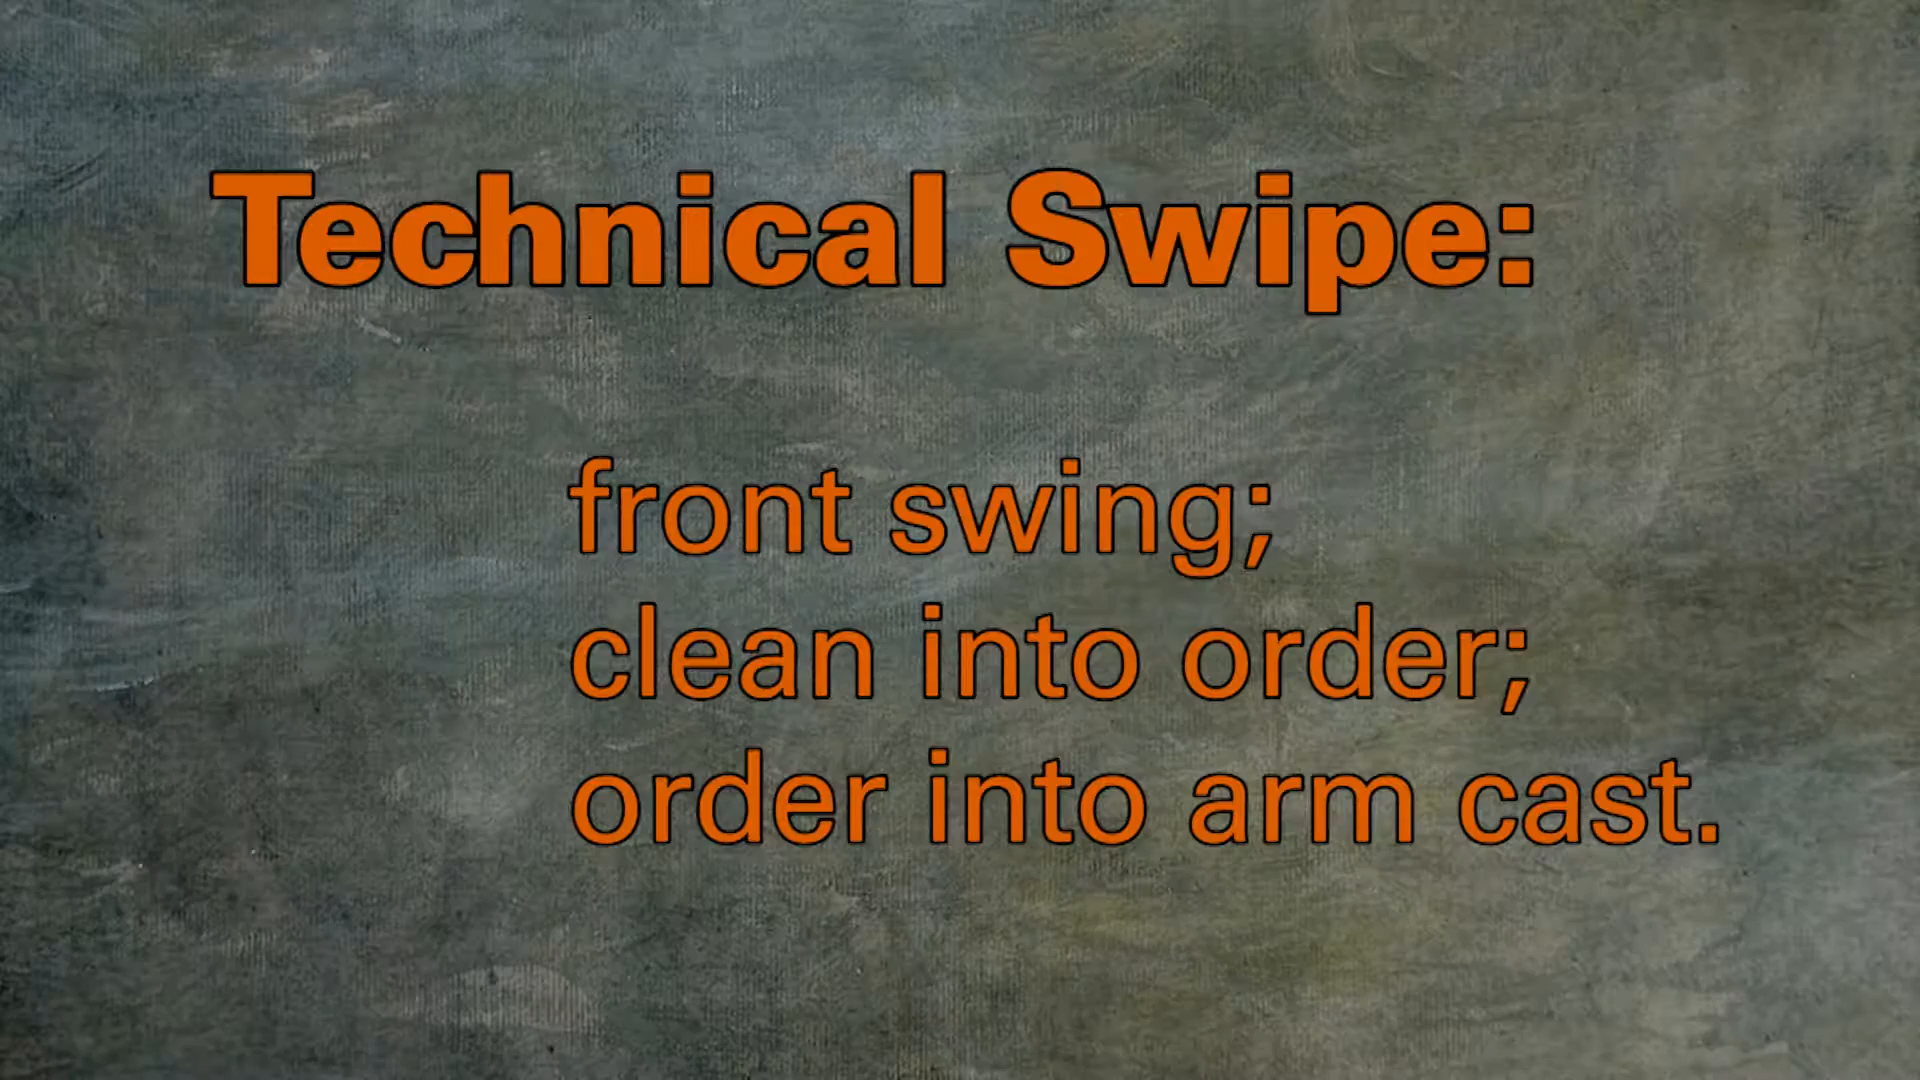 Technical Swipe:
front swing;
clean into order;
order into arm cast.